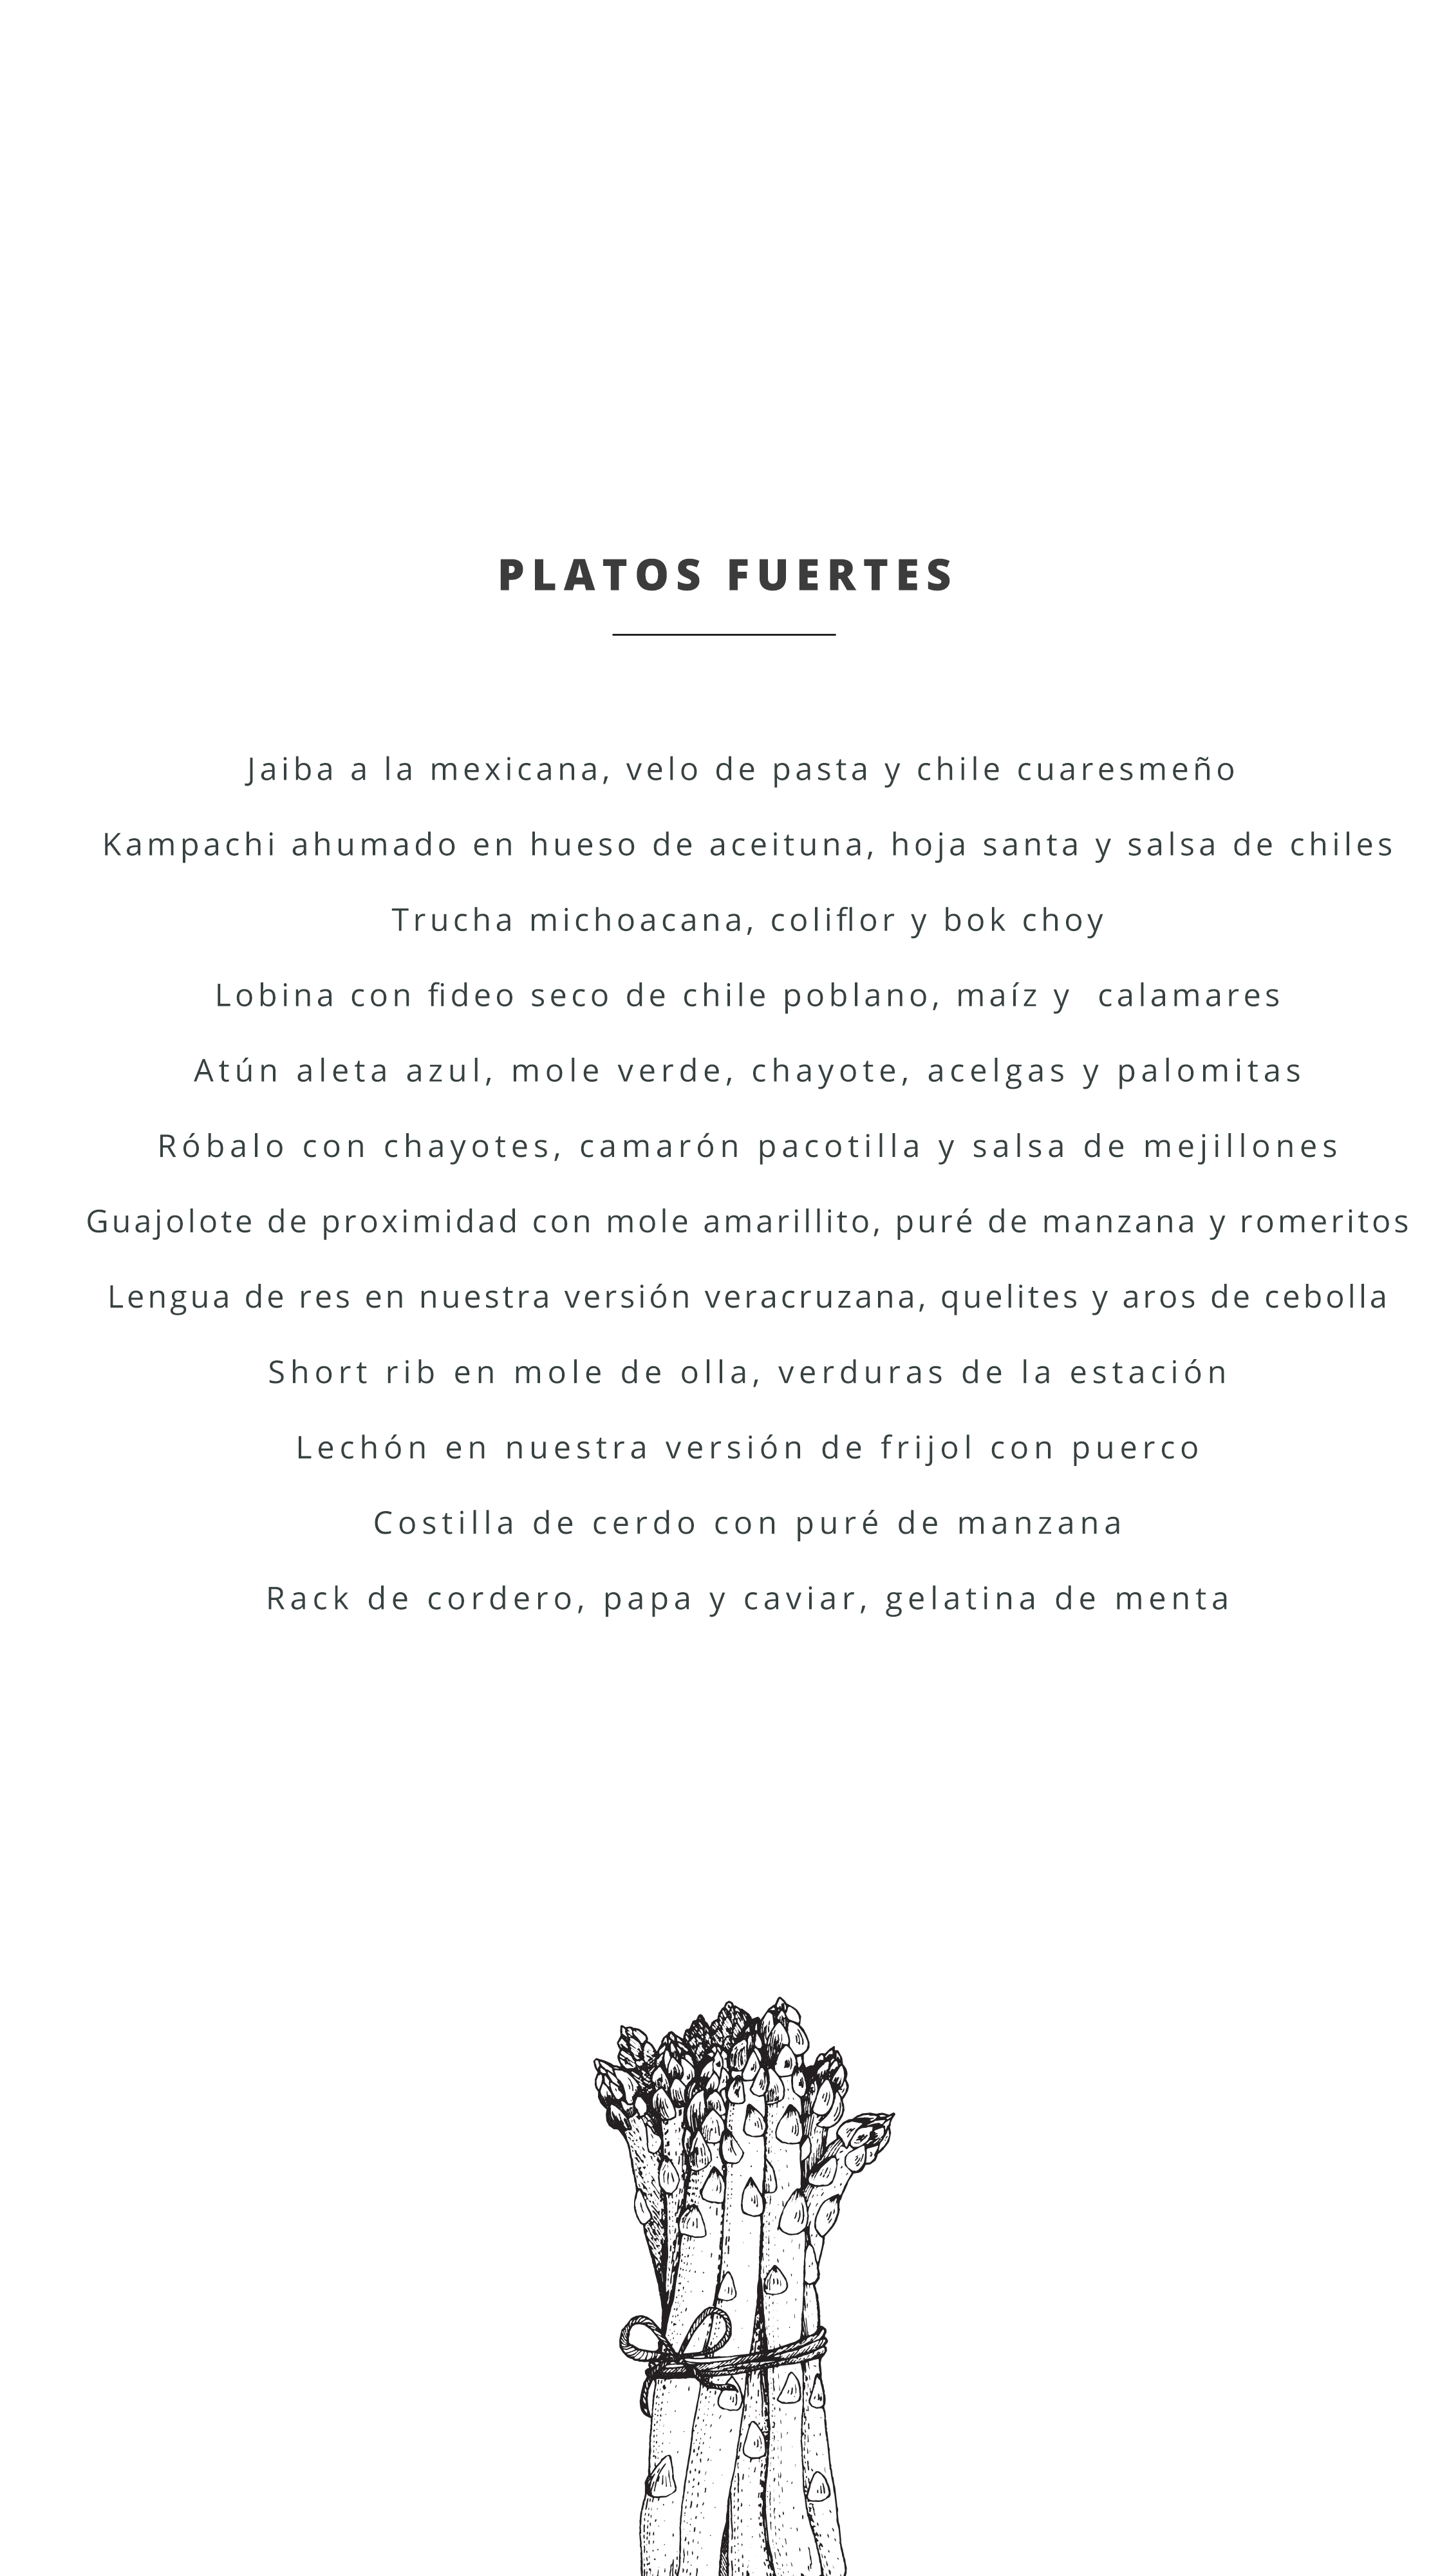 PLATOS FUERTES
Jaiba a la mexicana, velo de pasta y chile cuaresmeño
Kampachi ahumado en hueso de aceituna, hoja santa y salsa de chiles
Trucha michoacana, coliflor y bok choy
Lobina con fideo seco de chile poblano, maíz y  calamares
Atún aleta azul, mole verde, chayote, acelgas y palomitas
Róbalo con chayotes, camarón pacotilla y salsa de mejillones
Guajolote de proximidad con mole amarillito, puré de manzana y romeritos
Lengua de res en nuestra versión veracruzana, quelites y aros de cebolla
Short rib en mole de olla, verduras de la estación
Lechón en nuestra versión de frijol con puerco
Costilla de cerdo con puré de manzana
Rack de cordero, papa y caviar, gelatina de menta